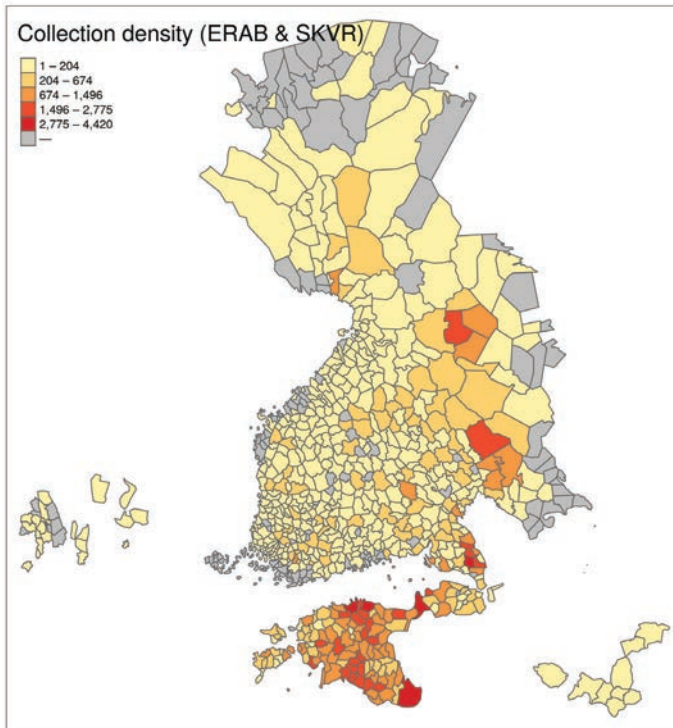 Collection density (ERAB & SKVR)
1 – 204
204 – 674
674 – 1,496
1,496 – 2,775
2,775 – 4,420
—